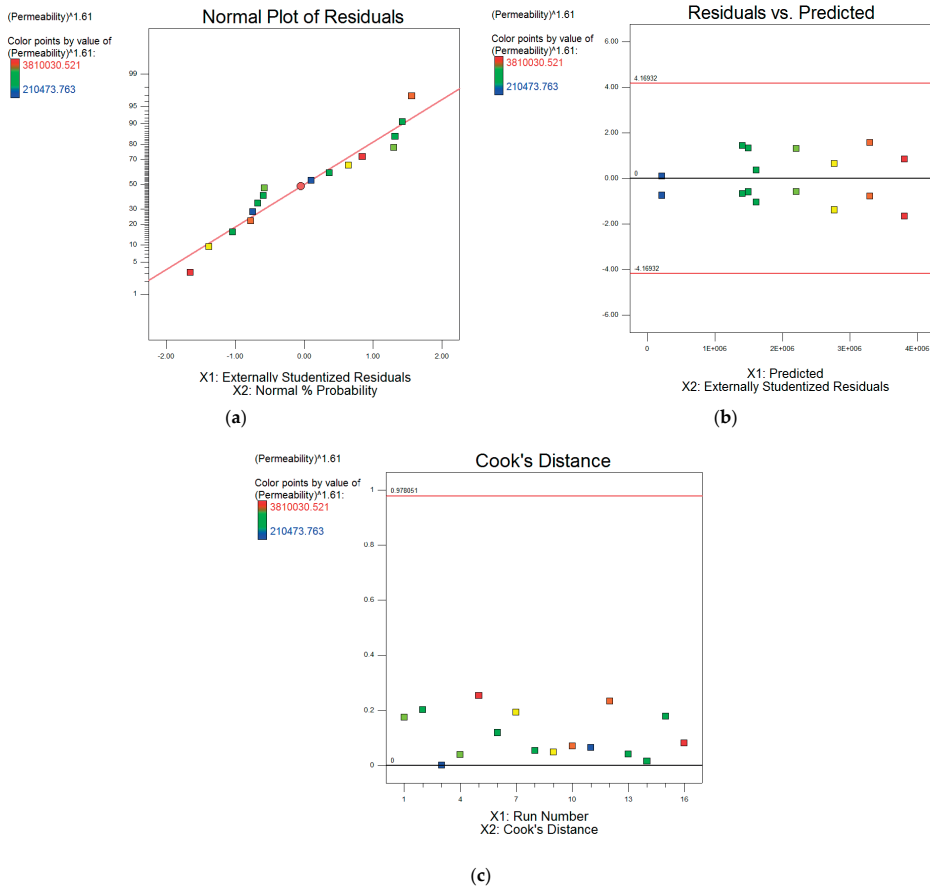 (Permeability)^1.61
Color points by value of
(Permeability)^1.61:
3810030.521
210473.763
Normal Plot of Residuals
99
95
90
80
70
50
30
20
10
5
1
-2.00 -1.00 0.00 1.00 2.00
X1: Externally Studentized Residuals
X2: Normal % Probability
(a)
(Permeability)^1.61
Color points by value of
(Permeability)^1.61:
3810030.521
210473.763
Residuals vs. Predicted
6.00
4.16932
4.00
2.00
0
0.00
-2.00
-4.16932
-4.00
-6.00
0 1E+006 2E+006 3E+006 4E+006
X1: Predicted
X2: Externally Studentized Residuals
(b)
(Permeability)^1.61
Color points by value of
(Permeability)^1.61:
3810030.521
210473.763
Cook's Distance
1
0.978051
0.8
0.6
0.4
0.2
0
0
1 4 7 10 13 16
X1: Run Number
X2: Cook's Distance
(c)